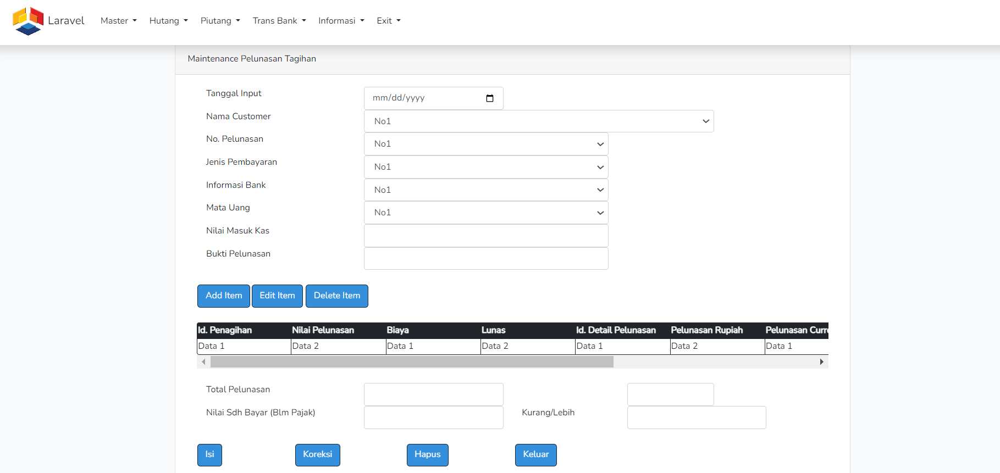 Laravel Master Hutang Piutang Trans Bank Informasi Exit
Maintenance Pelunasan Tagihan
Tanggal Input mm/dd/yyyy
Nama Customer No1
No. Pelunasan No1
Jenis Pembayaran No1
Informasi Bank No1
Mata Uang No1
Nilai Masuk Kas
Bukti Pelunasan
Add Item Edit Item Delete Item
Id. Penagihan Nilai Pelunasan Biaya Lunas Id. Detail Pelunasan Pelunasan Rupiah Pelunasan Curr
Data 1 Data 2 Data 1 Data 2 Data 1 Data 2 Data 1
Total Pelunasan
Nilai Sdh Bayar (Blm Pajak) Kurang/Lebih
Isi Koreksi Hapus Keluar